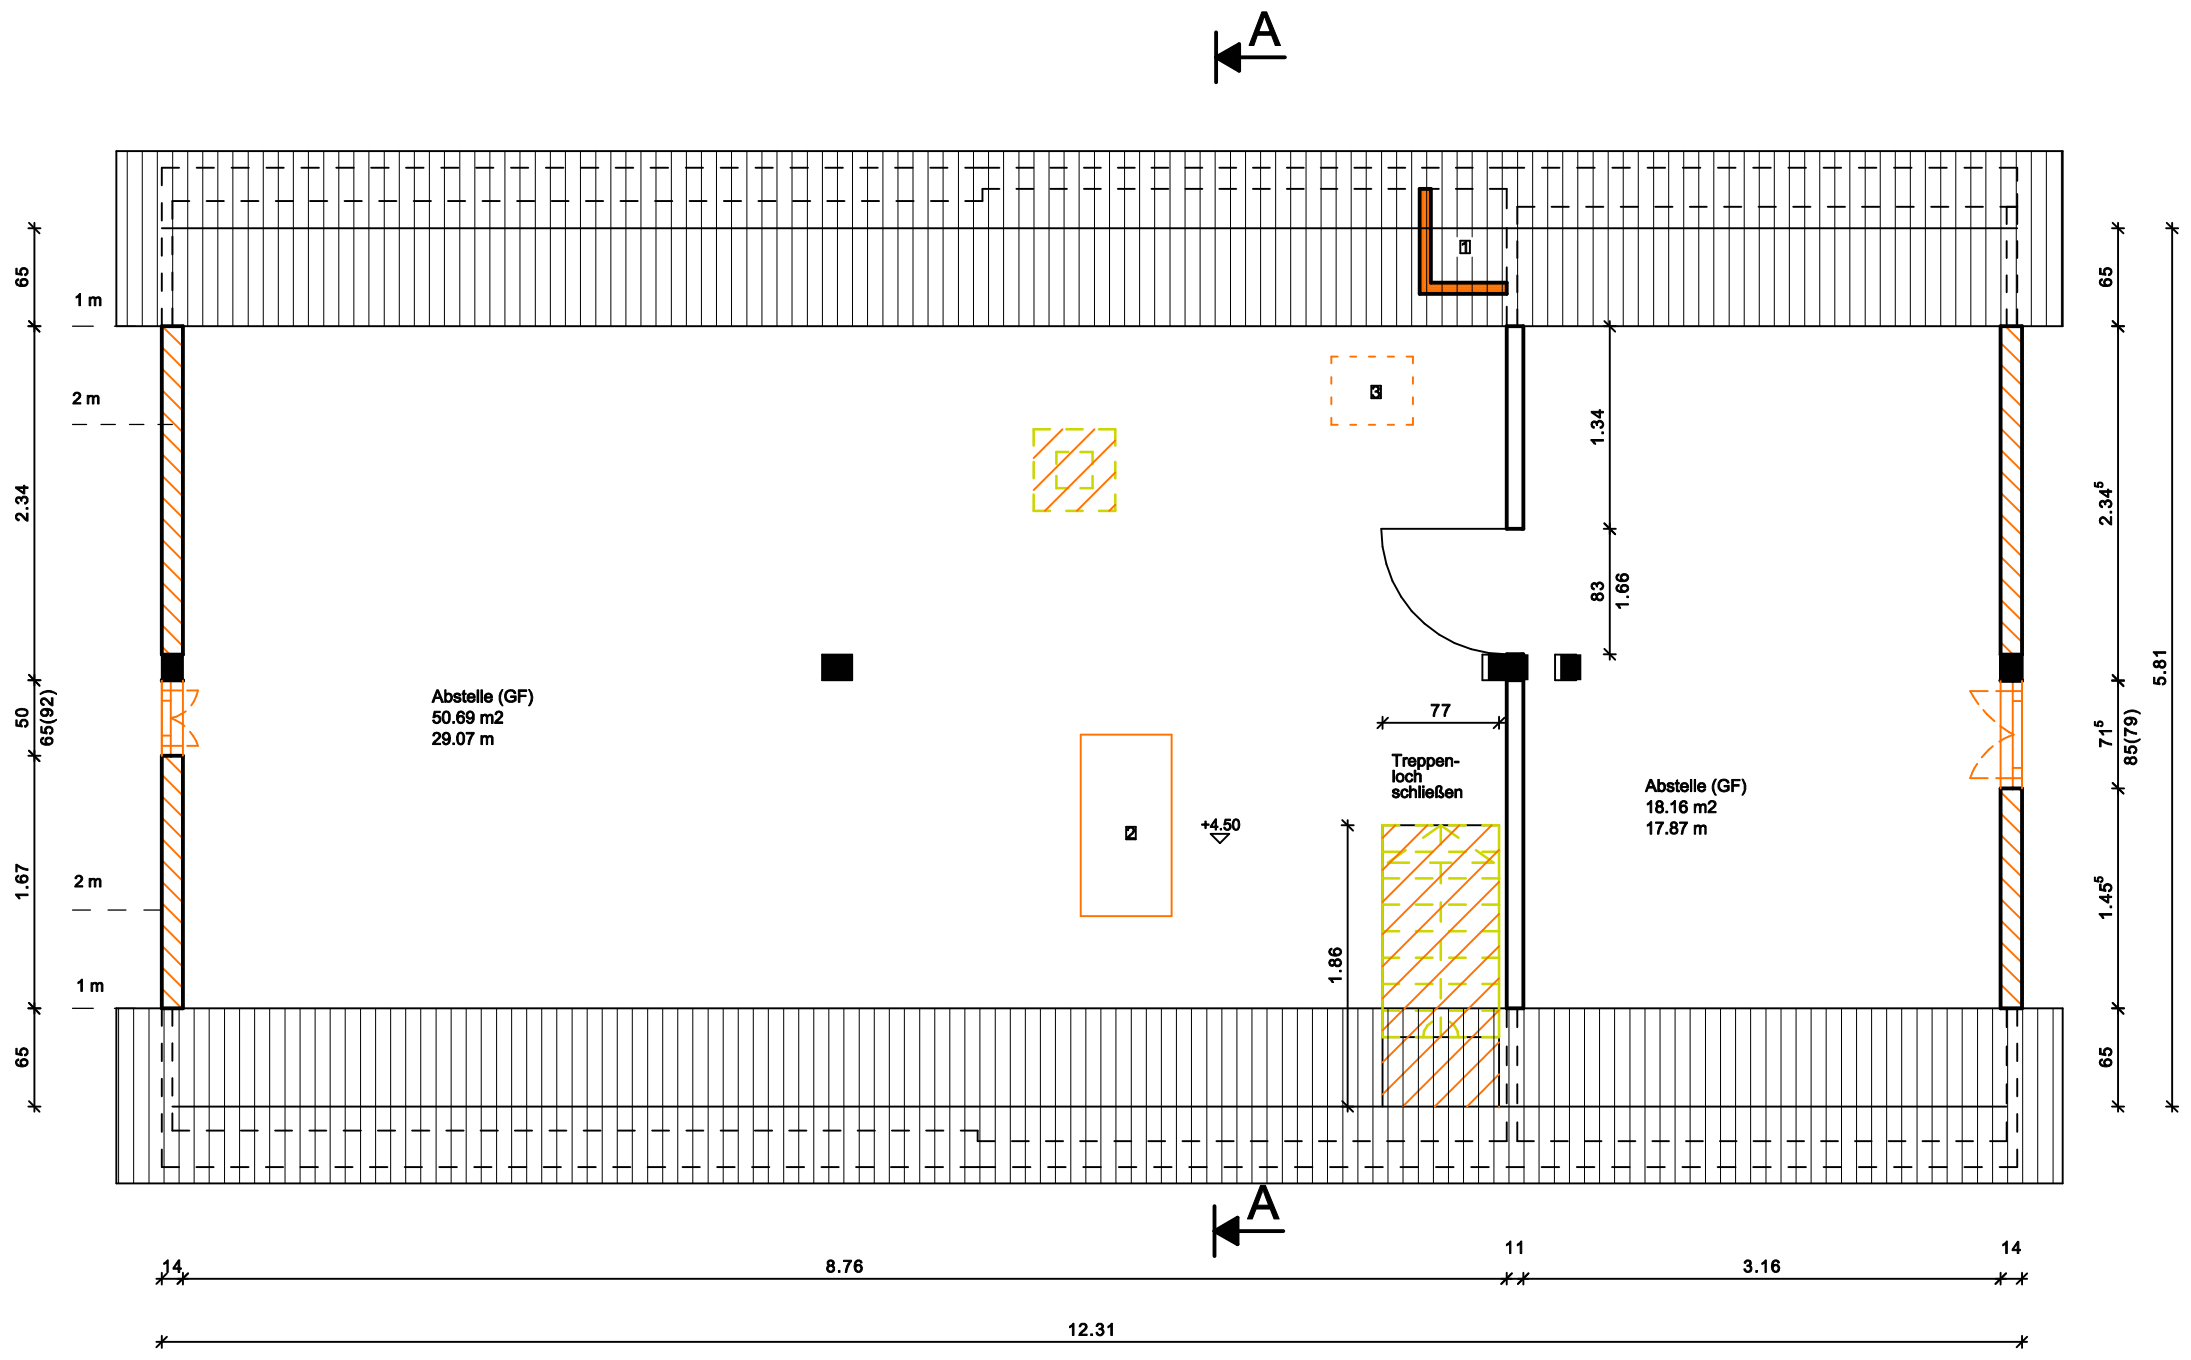 A
1
65
65
1 m
3
2 m
1.34
2.34
2.34⁵
83
1.66
5.81
Abstelle (GF)
50.69 m2
29.07 m
50
65(92)
77
71⁵
85(79)
Treppen-
loch
schließen
Abstelle (GF)
18.16 m2
17.87 m
2
+4.50
2 m
1.67
1.45⁵
1.86
1 m
65
65
A
11
14
14
8.76
3.16
12.31